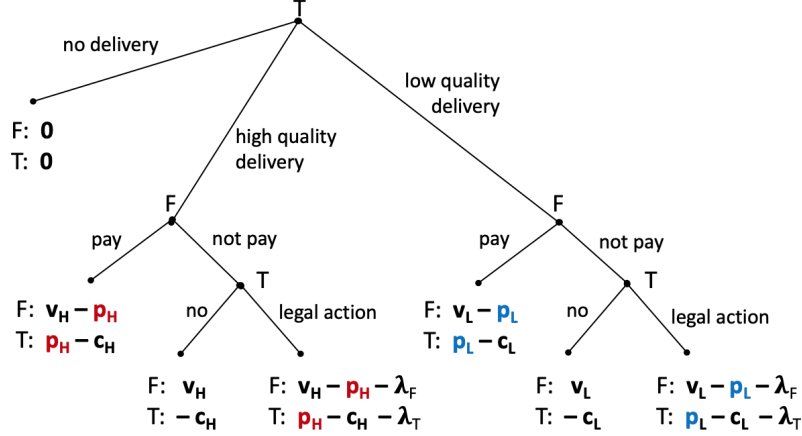 T
no delivery
low quality
delivery
F: 0
T: 0
high quality
delivery
F
F
pay
not pay
pay
not pay
T
T
F: vH – pH
T: pH – cH
no
legal action
F: vL – pL
T: pL – cL
no
legal action
F: vH
T: – cH
F: vH – pH – λF
T: pH – cH – λT
F: vL
T: – cL
F: vL – pL – λF
T: pL – cL – λT